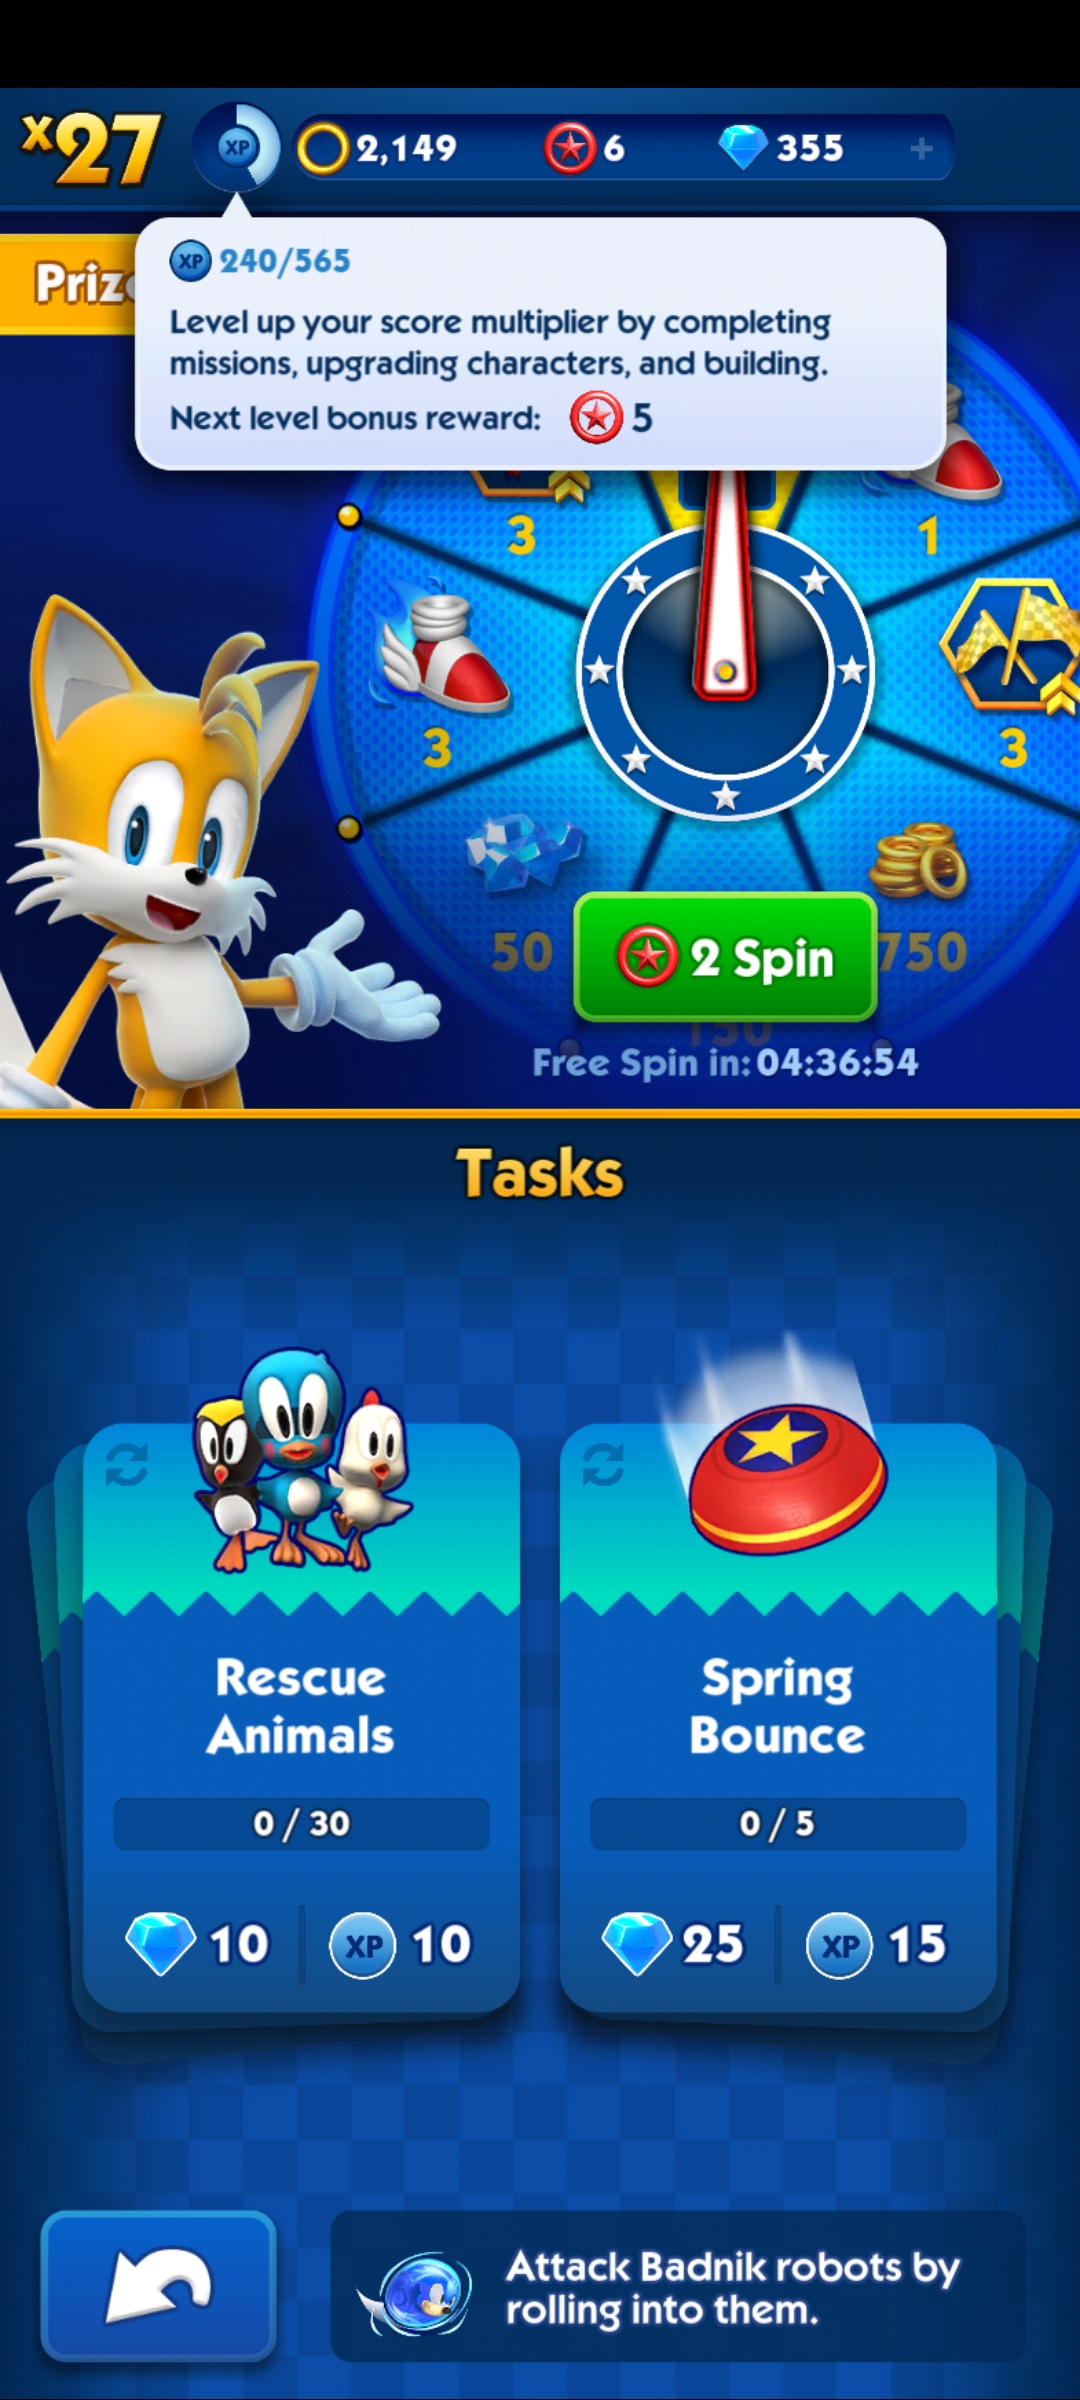 x27
XP
2,149
6
355
+
XP 240/565
Level up your score multiplier by completing
missions, upgrading characters, and building.
Next level bonus reward: 5
3
1
3
3
50
750
150
2 Spin
Free Spin in: 04:36:54
Tasks
Rescue
Animals
0 / 30
10
XP 10
Spring
Bounce
0 / 5
25
XP 15
Attack Badnik robots by
rolling into them.